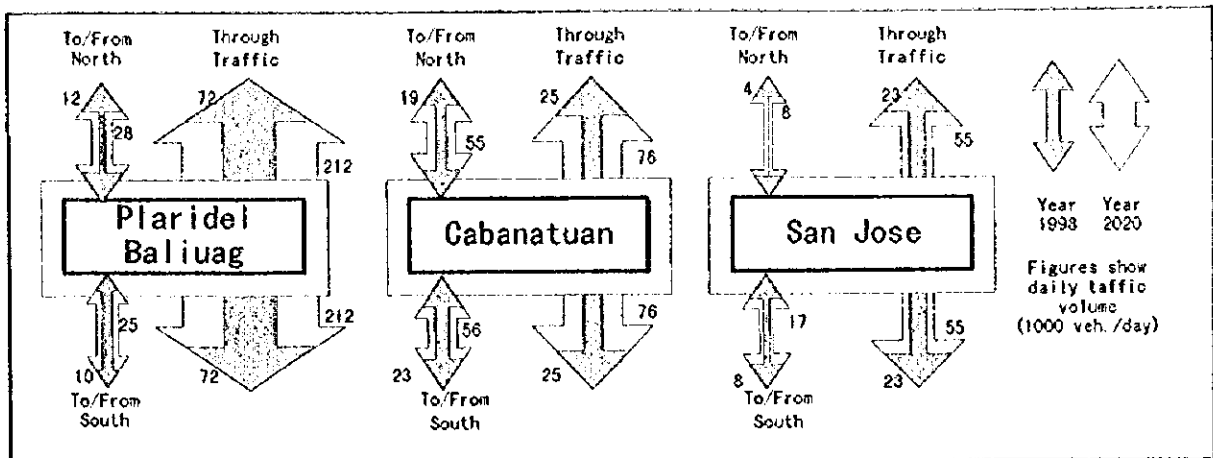 To/From
North
Through
Traffic
12
28
72
212
Plaridel
Baliuag
25
10
212
72
To/From
South
To/From
North
Through
Traffic
19
55
25
76
Cabanatuan
56
23
76
25
To/From
South
To/From
North
Through
Traffic
4
8
23
55
San Jose
17
8
55
23
To/From
South
Year
1998
Year
2020
Figures show
daily taffic
volume
(1000 veh./day)